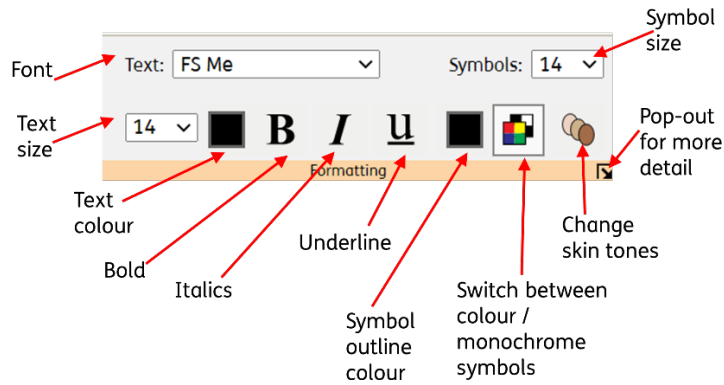 Symbol
size
Font
Text:
FS Me
Symbols:
14
Text
size
14
B
I
u
Pop-out
for more
detail
Formatting
Text
colour
Bold
Italics
Underline
Symbol
outline
colour
Switch between
colour /
monochrome
symbols
Change
skin tones